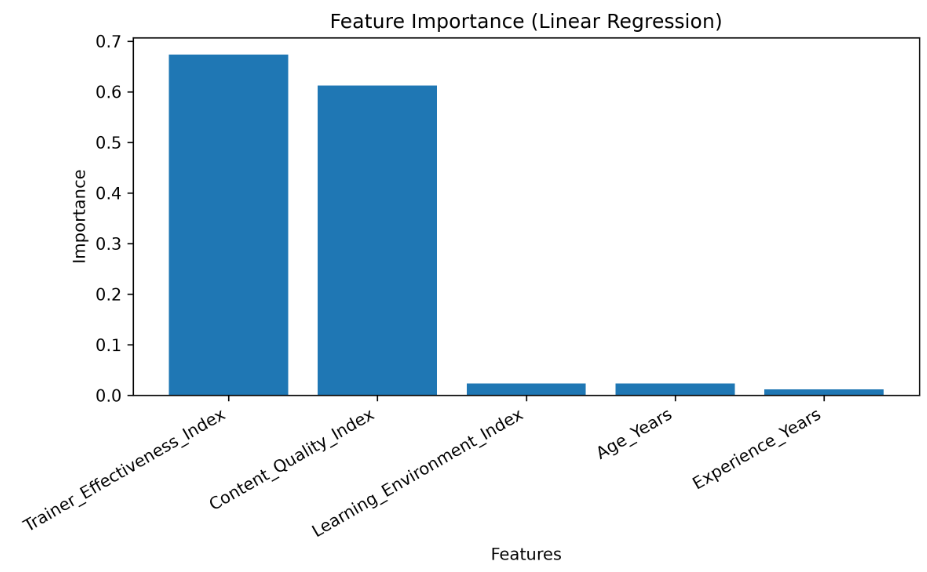 Feature Importance (Linear Regression)
Importance
0.7
0.6
0.5
0.4
0.3
0.2
0.1
0.0
Trainer_Effectiveness_Index
Content_Quality_Index
Learning_Environment_Index
Age_Years
Experience_Years
Features